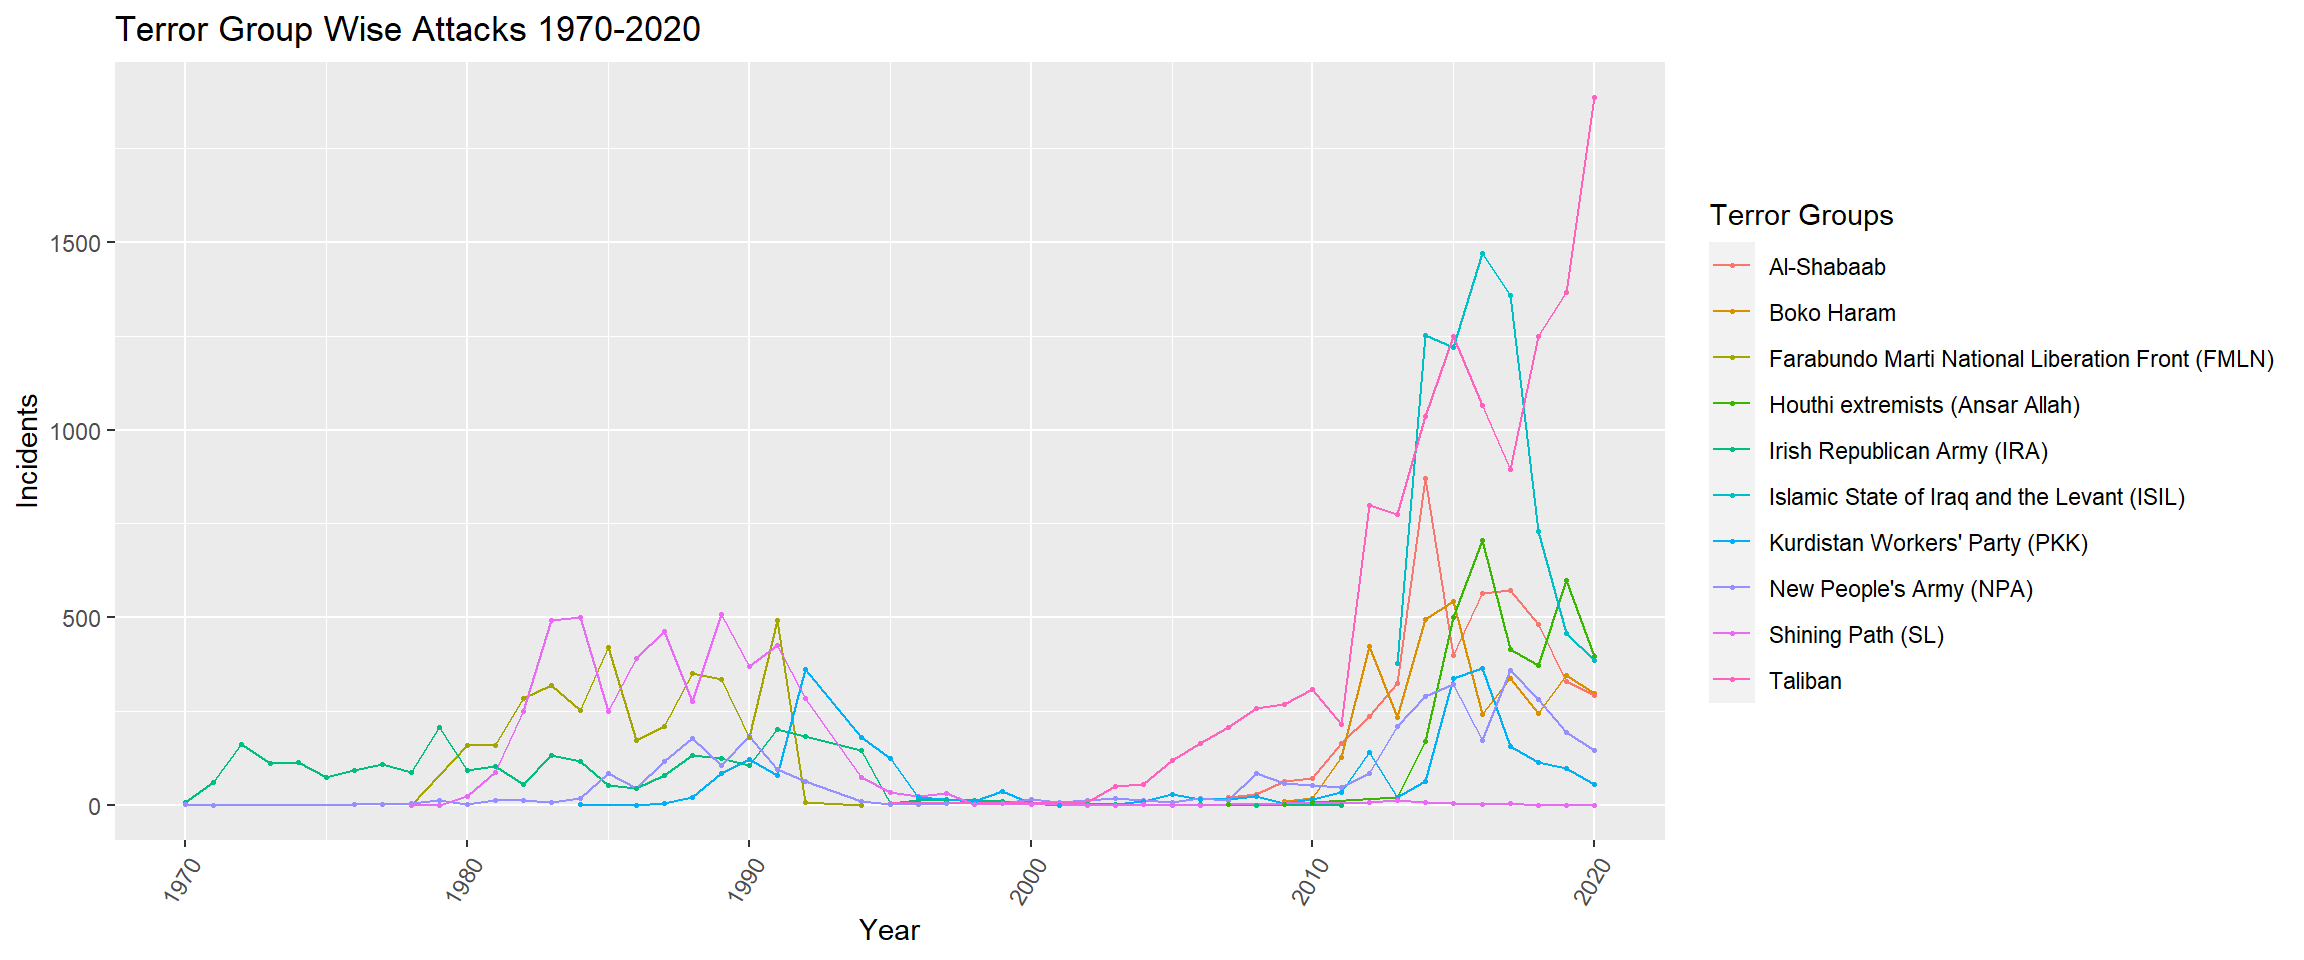 Terror Group Wise Attacks 1970-2020
Incidents
1500
1000
500
0
1970
1980
1990
2000
2010
2020
Year
Terror Groups
Al-Shabaab
Boko Haram
Farabundo Marti National Liberation Front (FMLN)
Houthi extremists (Ansar Allah)
Irish Republican Army (IRA)
Islamic State of Iraq and the Levant (ISIL)
Kurdistan Workers' Party (PKK)
New People's Army (NPA)
Shining Path (SL)
Taliban